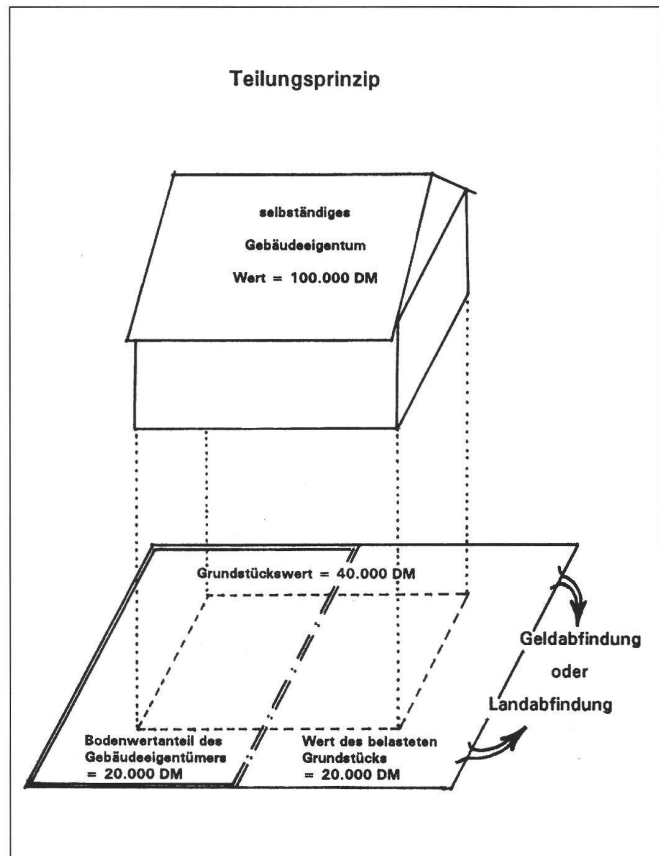 Teilungsprinzip
selbständiges
Gebäudeeigentum
Wert = 100.000 DM
Grundstückswert = 40.000 DM
Geldabfindung
oder
Landabfindung
Bodenwertanteil des
Gebäudeeigentümers
= 20.000 DM
Wert des belasteten
Grundstücks
= 20.000 DM